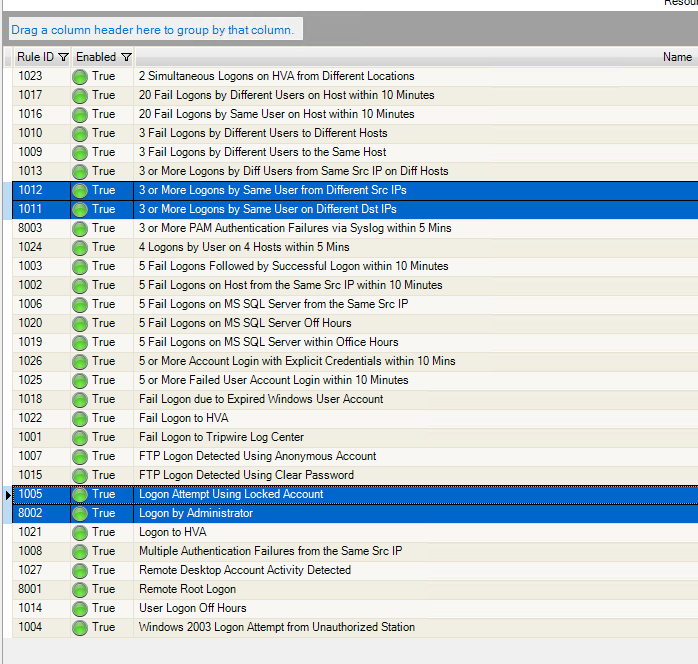 Resour
Drag a column header here to group by that column.
Rule ID Enabled Name
1023 True 2 Simultaneous Logons on HVA from Different Locations
1017 True 20 Fail Logons by Different Users on Host within 10 Minutes
1016 True 20 Fail Logons by Same User on Host within 10 Minutes
1010 True 3 Fail Logons by Different Users to Different Hosts
1009 True 3 Fail Logons by Different Users to the Same Host
1013 True 3 or More Logons by Diff Users from Same Src IP on Diff Hosts
1012 True 3 or More Logons by Same User from Different Src IPs
1011 True 3 or More Logons by Same User on Different Dst IPs
8003 True 3 or More PAM Authentication Failures via Syslog within 5 Mins
1024 True 4 Logons by User on 4 Hosts within 5 Mins
1003 True 5 Fail Logons Followed by Successful Logon within 10 Minutes
1002 True 5 Fail Logons on Host from the Same Src IP within 10 Minutes
1006 True 5 Fail Logons on MS SQL Server from the Same Src IP
1020 True 5 Fail Logons on MS SQL Server Off Hours
1019 True 5 Fail Logons on MS SQL Server within Office Hours
1026 True 5 or More Account Login with Explicit Credentials within 10 Mins
1025 True 5 or More Failed User Account Login within 10 Minutes
1018 True Fail Logon due to Expired Windows User Account
1022 True Fail Logon to HVA
1001 True Fail Logon to Tripwire Log Center
1007 True FTP Logon Detected Using Anonymous Account
1015 True FTP Logon Detected Using Clear Password
1005 True Logon Attempt Using Locked Account
8002 True Logon by Administrator
1021 True Logon to HVA
1008 True Multiple Authentication Failures from the Same Src IP
1027 True Remote Desktop Account Activity Detected
8001 True Remote Root Logon
1014 True User Logon Off Hours
1004 True Windows 2003 Logon Attempt from Unauthorized Station